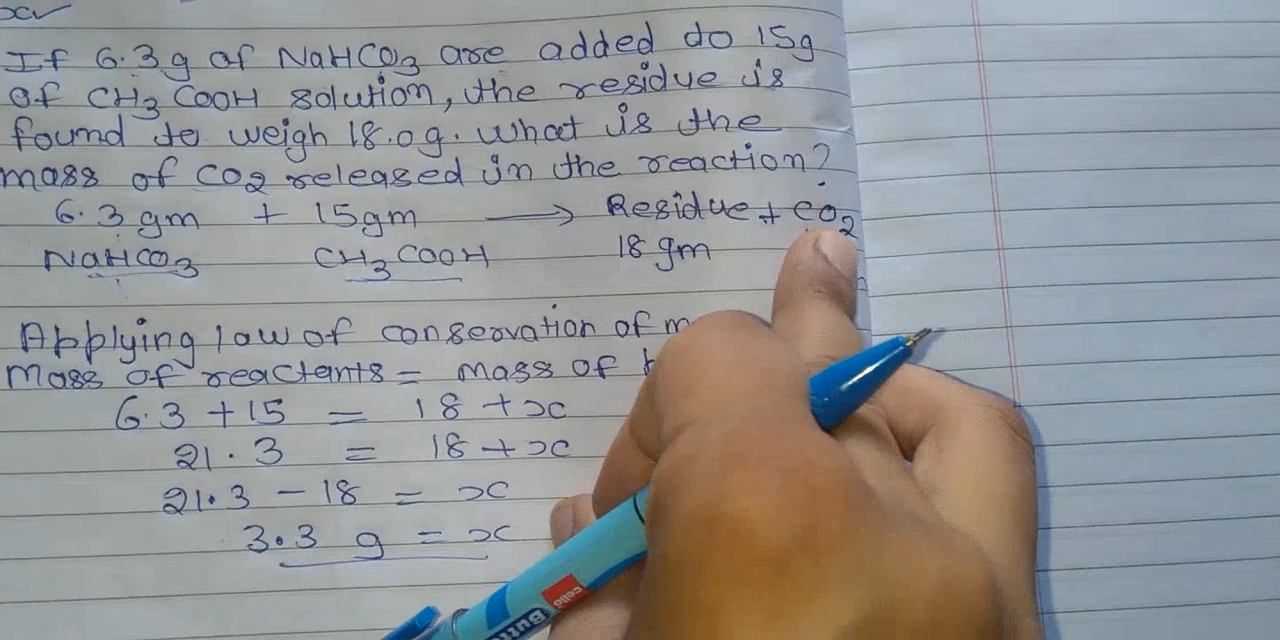 If 6.3g of NaHCO3 are added to 15g
of CH3COOH solution, the residue is
found to weigh 18.0g. What is the
mass of CO2 released in the reaction?
6.3 gm + 15 gm → Residue + CO2
NaHCO3 CH3COOH 18 gm
Applying law of conservation of
Mass of reactants = mass of
6.3 + 15 = 18 + x
21.3 = 18 + x
21.3 - 18 = x
3.3 g = x
cello